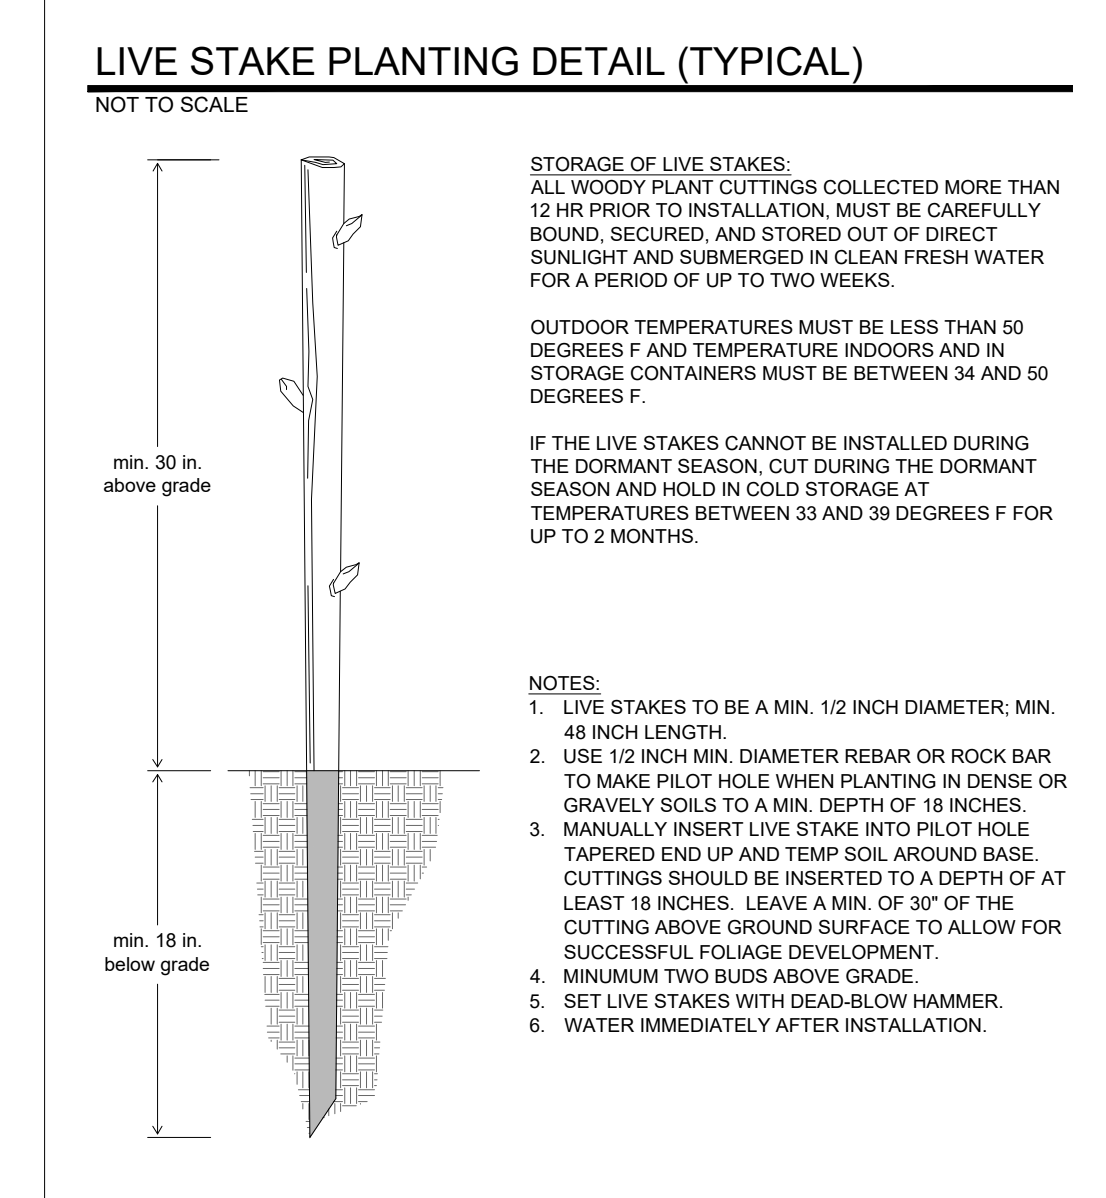 LIVE STAKE PLANTING DETAIL (TYPICAL)
NOT TO SCALE
min. 30 in.
above grade
min. 18 in.
below grade
STORAGE OF LIVE STAKES:
ALL WOODY PLANT CUTTINGS COLLECTED MORE THAN
12 HR PRIOR TO INSTALLATION, MUST BE CAREFULLY
BOUND, SECURED, AND STORED OUT OF DIRECT
SUNLIGHT AND SUBMERGED IN CLEAN FRESH WATER
FOR A PERIOD OF UP TO TWO WEEKS.
OUTDOOR TEMPERATURES MUST BE LESS THAN 50
DEGREES F AND TEMPERATURE INDOORS AND IN
STORAGE CONTAINERS MUST BE BETWEEN 34 AND 50
DEGREES F.
IF THE LIVE STAKES CANNOT BE INSTALLED DURING
THE DORMANT SEASON, CUT DURING THE DORMANT
SEASON AND HOLD IN COLD STORAGE AT
TEMPERATURES BETWEEN 33 AND 39 DEGREES F FOR
UP TO 2 MONTHS.
NOTES:
1. LIVE STAKES TO BE A MIN. 1/2 INCH DIAMETER; MIN.
48 INCH LENGTH.
2. USE 1/2 INCH MIN. DIAMETER REBAR OR ROCK BAR
TO MAKE PILOT HOLE WHEN PLANTING IN DENSE OR
GRAVELY SOILS TO A MIN. DEPTH OF 18 INCHES.
3. MANUALLY INSERT LIVE STAKE INTO PILOT HOLE
TAPERED END UP AND TEMP SOIL AROUND BASE.
CUTTINGS SHOULD BE INSERTED TO A DEPTH OF AT
LEAST 18 INCHES. LEAVE A MIN. OF 30" OF THE
CUTTING ABOVE GROUND SURFACE TO ALLOW FOR
SUCCESSFUL FOLIAGE DEVELOPMENT.
4. MINUMUM TWO BUDS ABOVE GRADE.
5. SET LIVE STAKES WITH DEAD-BLOW HAMMER.
6. WATER IMMEDIATELY AFTER INSTALLATION.